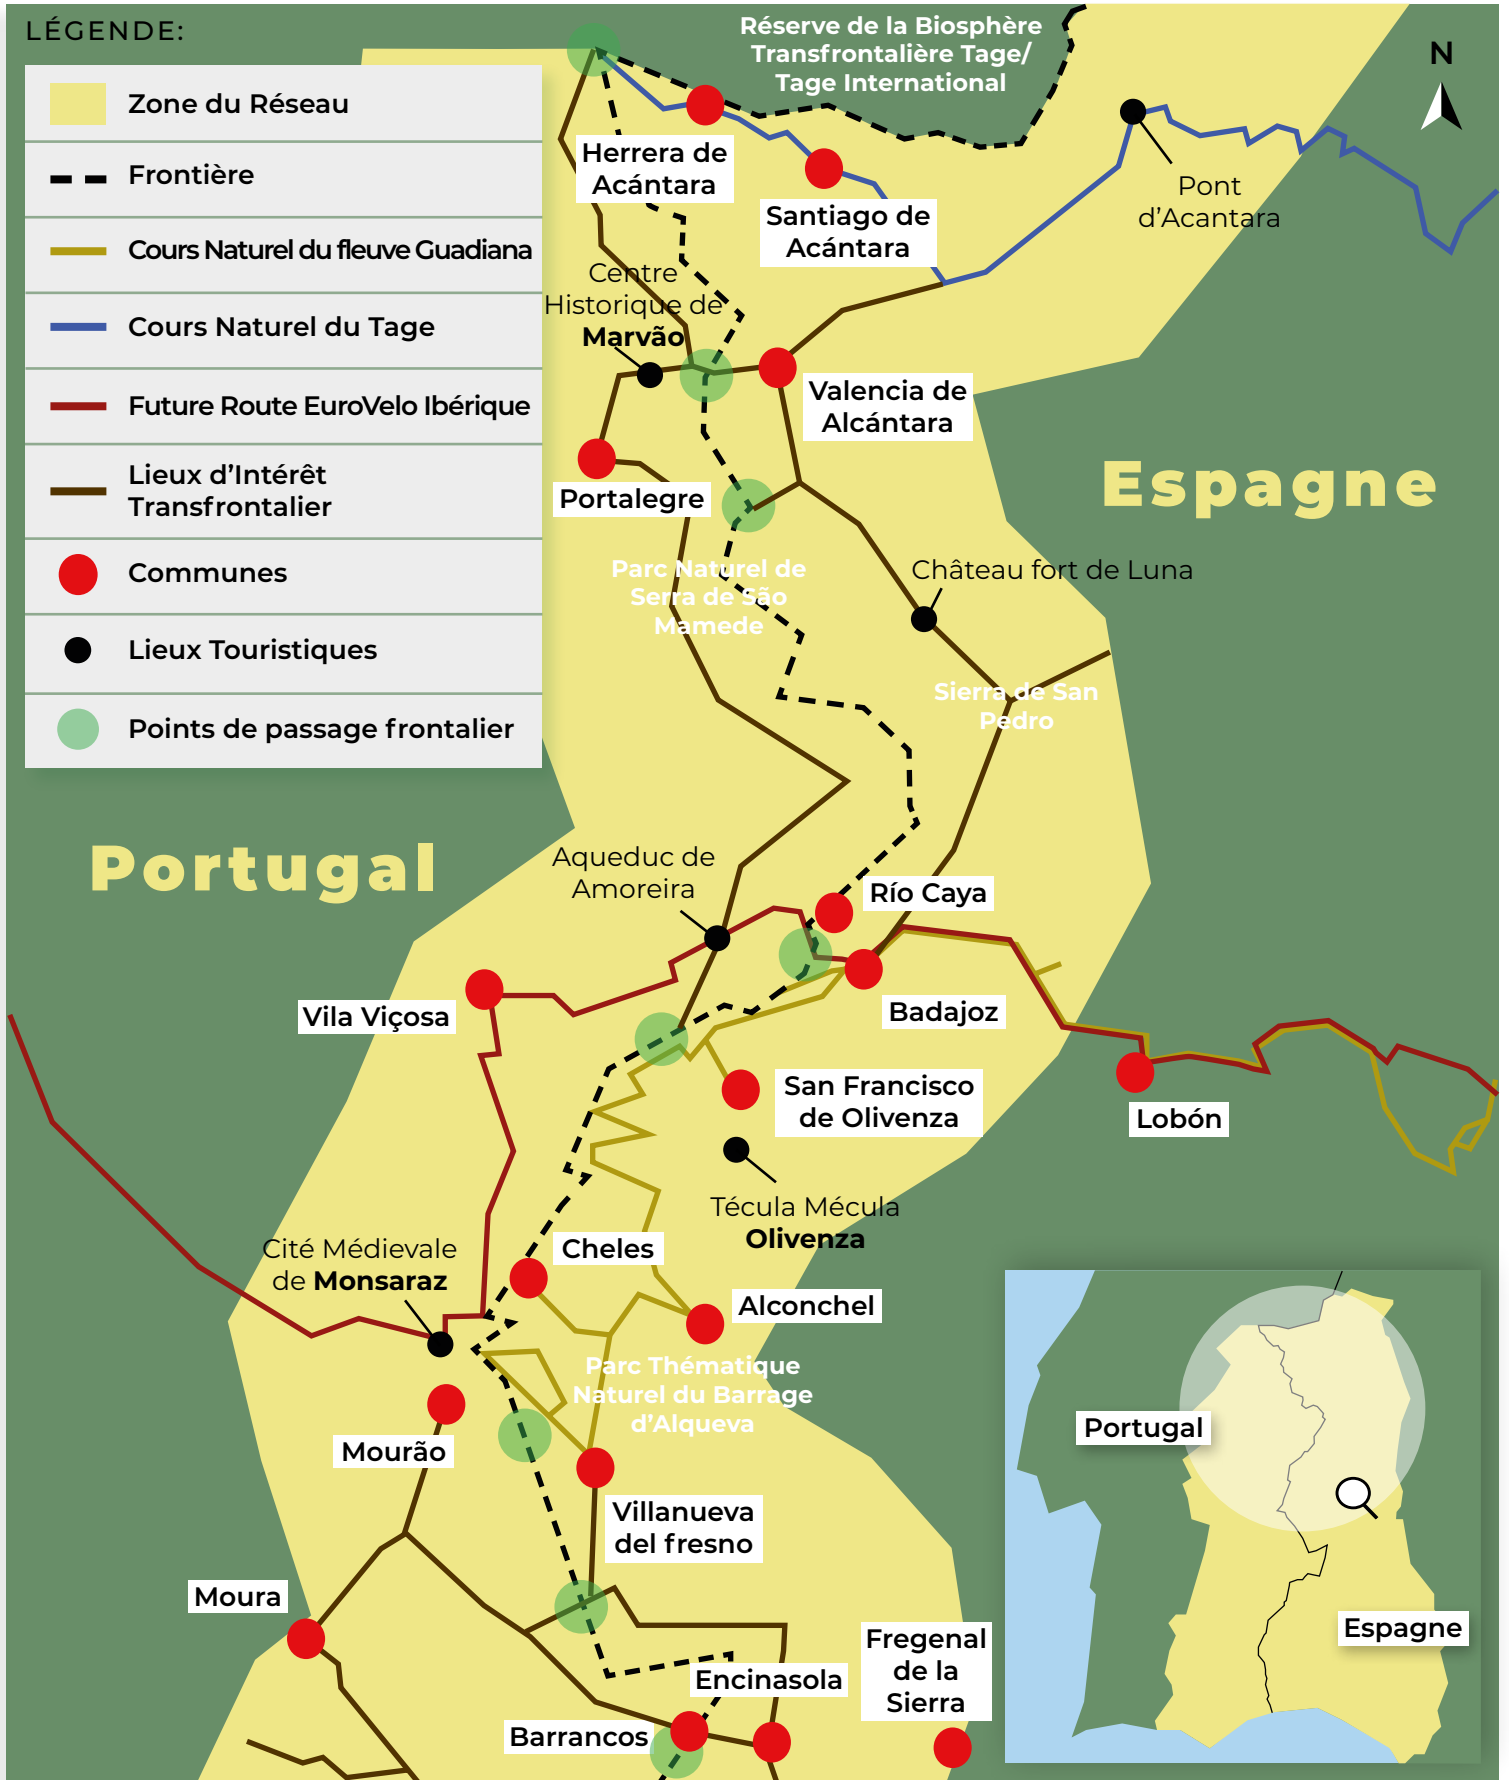 LÉGENDE:
Zone du Réseau
Frontière
Cours Naturel du fleuve Guadiana
Cours Naturel du Tage
Future Route EuroVelo Ibérique
Lieux d'Intérêt
Transfrontalier
Communes
Lieux Touristiques
Points de passage frontalier
Réserve de la Biosphère
Transfrontalière Tage/
Tage International
N
Herrera de
Acántara
Santiago de
Acántara
Pont
d'Acantara
Centre
Historique de
Marvão
Valencia de
Alcántara
Portalegre
Espagne
Parc Naturel de
Serra de São
Mamede
Château fort de Luna
Sierra de San
Pedro
Portugal
Aqueduc de
Amoreira
Río Caya
Vila Viçosa
Badajoz
San Francisco
de Olivenza
Lobón
Técula Mécula
Olivenza
Cité Médievale
de Monsaraz
Cheles
Alconchel
Parc Thématique
Naturel du Barrage
d'Alqueva
Mourão
Villanueva
del fresno
Moura
Fregenal
de la
Sierra
Encinasola
Barrancos
Portugal
Espagne